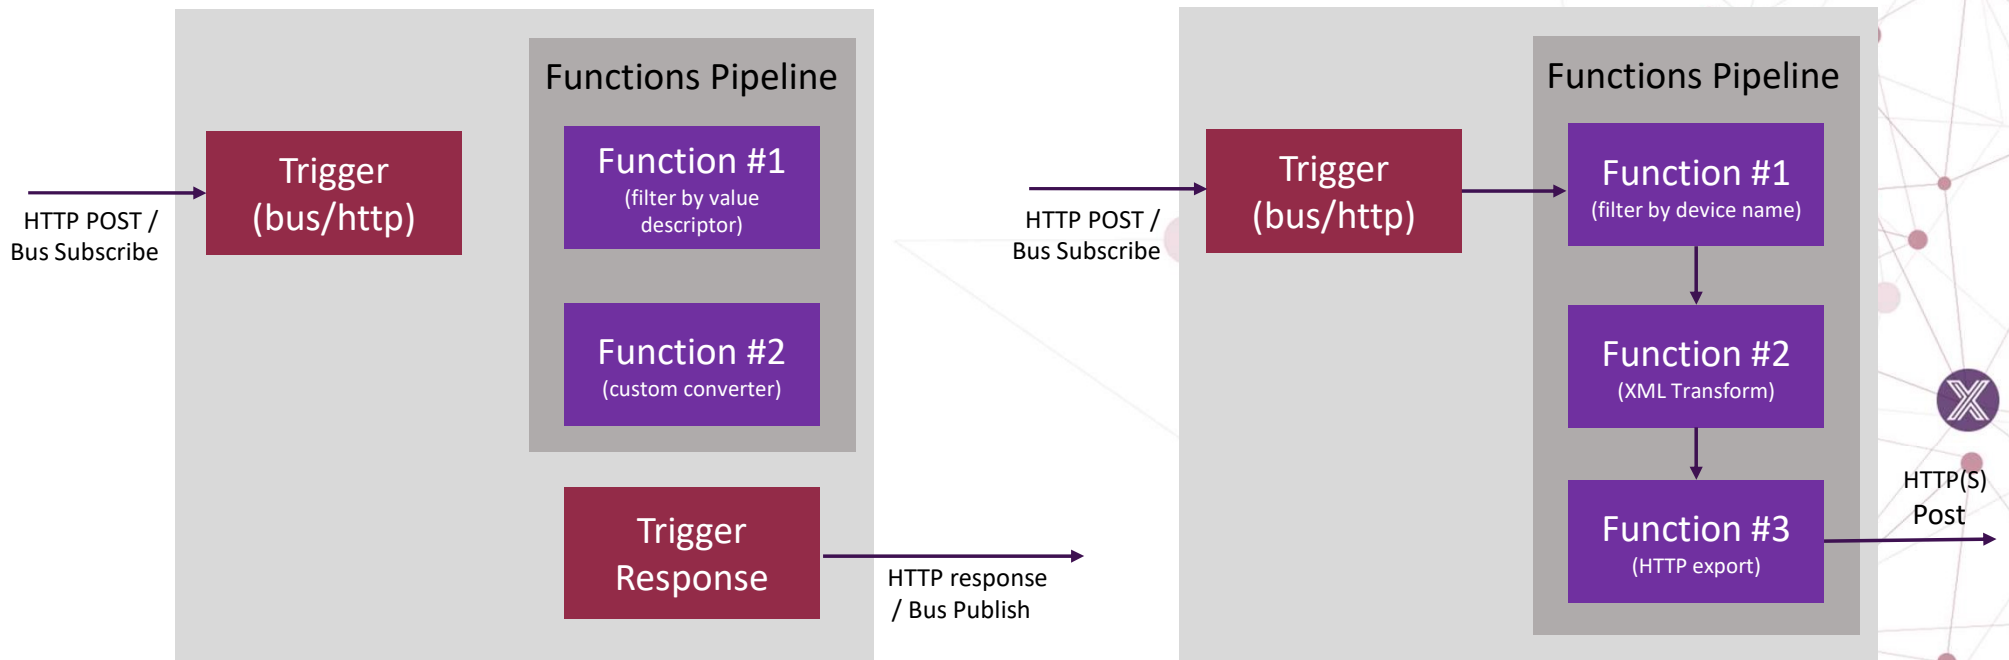 Functions Pipeline
Function #1
(filter by value
descriptor)
Trigger
(bus/http)
HTTP POST /
Bus Subscribe
Function #2
(custom converter)
Trigger
Response
HTTP response
/ Bus Publish
Functions Pipeline
Trigger
(bus/http)
HTTP POST /
Bus Subscribe
Function #1
(filter by device name)
Function #2
(XML Transform)
Function #3
(HTTP export)
HTTP(S)
Post